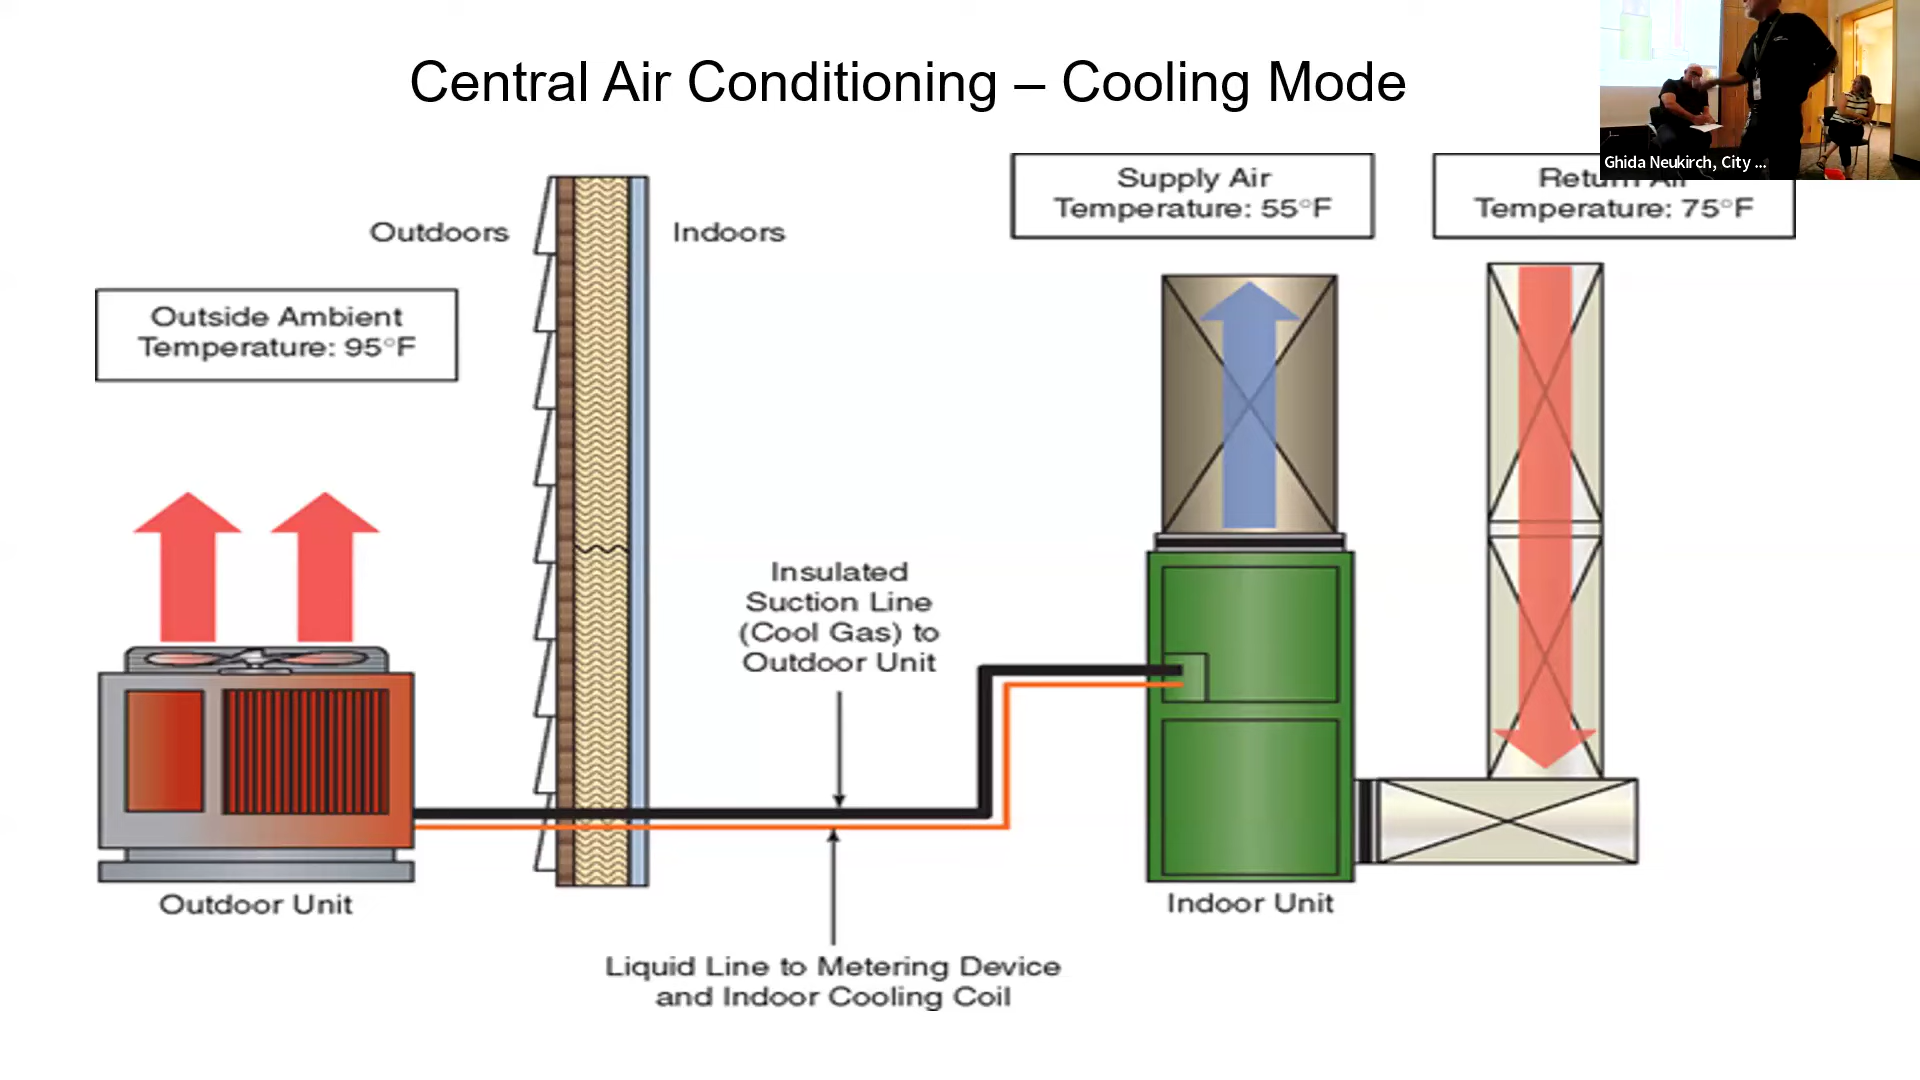 Central Air Conditioning – Cooling Mode
Ghida Neukirch, City ...
Supply Air
Temperature: 55°F
Return Air
Temperature: 75°F
Outdoors
Indoors
Outside Ambient
Temperature: 95°F
Insulated
Suction Line
(Cool Gas) to
Outdoor Unit
Outdoor Unit
Indoor Unit
Liquid Line to Metering Device
and Indoor Cooling Coil